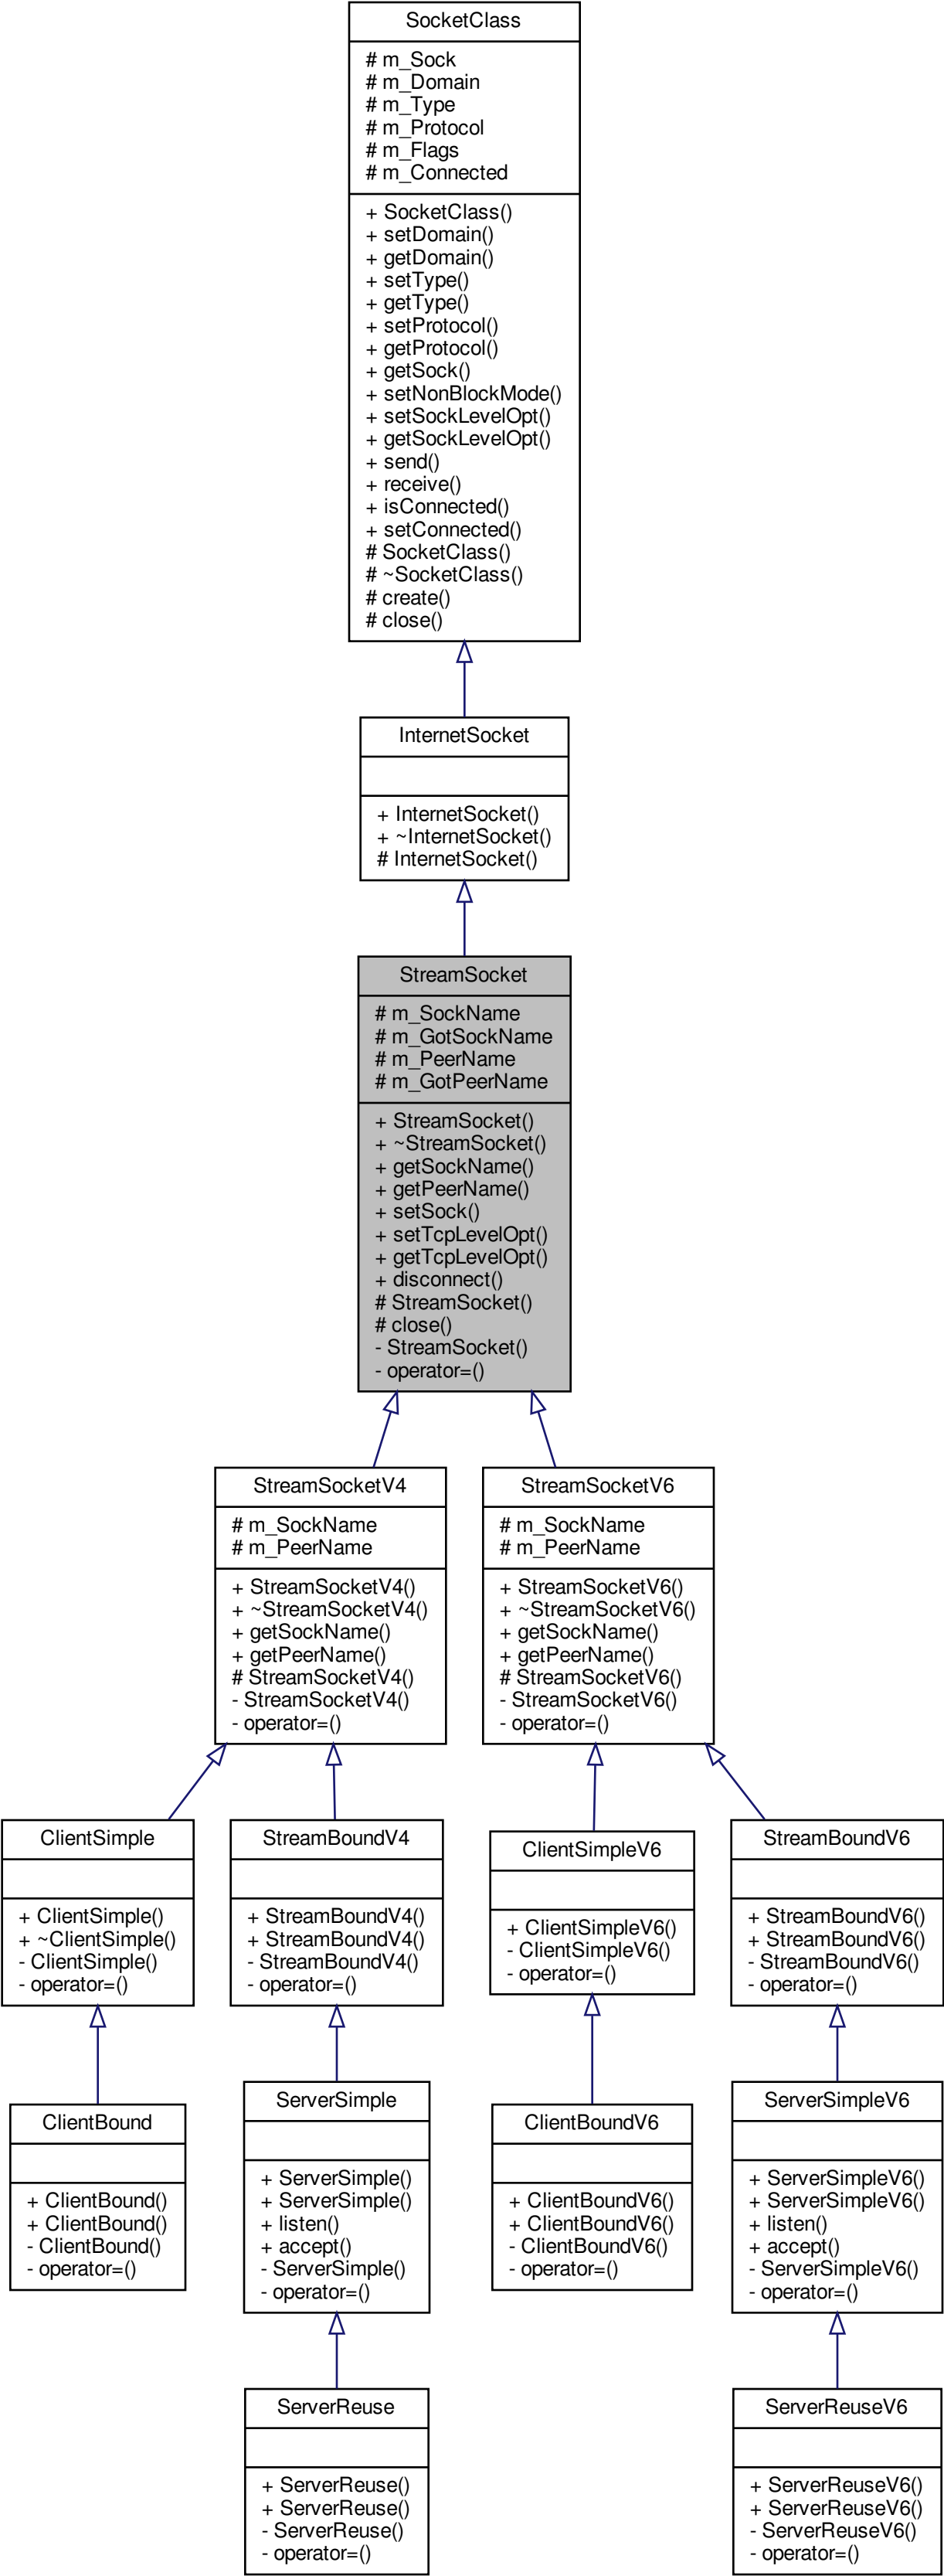 SocketClass
# m_Sock
# m_Domain
# m_Type
# m_Protocol
# m_Flags
# m_Connected
+ SocketClass()
+ setDomain()
+ getDomain()
+ setType()
+ getType()
+ setProtocol()
+ getProtocol()
+ getSock()
+ setNonBlockMode()
+ setSockLevelOpt()
+ getSockLevelOpt()
+ send()
+ receive()
+ isConnected()
+ setConnected()
# SocketClass()
# ~SocketClass()
# create()
# close()
InternetSocket
+ InternetSocket()
+ ~InternetSocket()
# InternetSocket()
StreamSocket
# m_SockName
# m_GotSockName
# m_PeerName
# m_GotPeerName
+ StreamSocket()
+ ~StreamSocket()
+ getSockName()
+ getPeerName()
+ setSock()
+ setTcpLevelOpt()
+ getTcpLevelOpt()
+ disconnect()
# StreamSocket()
# close()
- StreamSocket()
- operator=()
StreamSocketV4
# m_SockName
# m_PeerName
+ StreamSocketV4()
+ ~StreamSocketV4()
+ getSockName()
+ getPeerName()
# StreamSocketV4()
- StreamSocketV4()
- operator=()
StreamSocketV6
# m_SockName
# m_PeerName
+ StreamSocketV6()
+ ~StreamSocketV6()
+ getSockName()
+ getPeerName()
# StreamSocketV6()
- StreamSocketV6()
- operator=()
ClientSimple
+ ClientSimple()
+ ~ClientSimple()
- ClientSimple()
- operator=()
StreamBoundV4
+ StreamBoundV4()
+ StreamBoundV4()
- StreamBoundV4()
- operator=()
ClientSimpleV6
+ ClientSimpleV6()
- ClientSimpleV6()
- operator=()
StreamBoundV6
+ StreamBoundV6()
+ StreamBoundV6()
- StreamBoundV6()
- operator=()
ClientBound
+ ClientBound()
+ ClientBound()
- ClientBound()
- operator=()
ServerSimple
+ ServerSimple()
+ ServerSimple()
+ listen()
+ accept()
- ServerSimple()
- operator=()
ClientBoundV6
+ ClientBoundV6()
+ ClientBoundV6()
- ClientBoundV6()
- operator=()
ServerSimpleV6
+ ServerSimpleV6()
+ ServerSimpleV6()
+ listen()
+ accept()
- ServerSimpleV6()
- operator=()
ServerReuse
+ ServerReuse()
+ ServerReuse()
- ServerReuse()
- operator=()
ServerReuseV6
+ ServerReuseV6()
+ ServerReuseV6()
- ServerReuseV6()
- operator=()